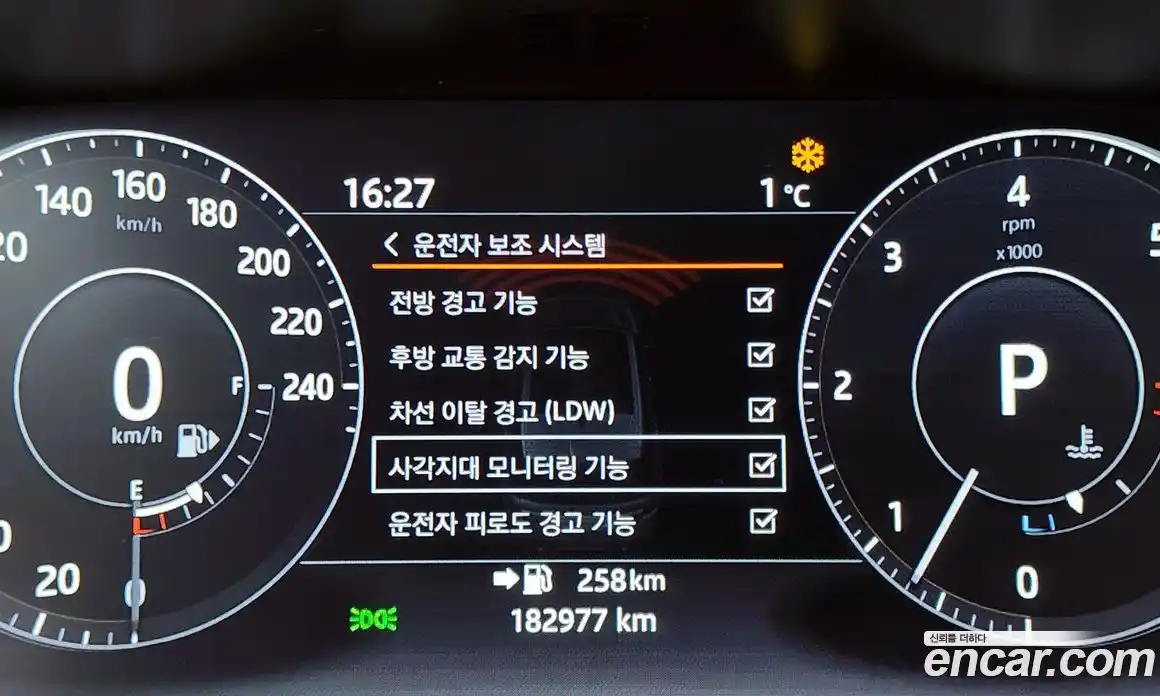 16:27
1 °C
< 운전자 보조 시스템
전방 경고 기능
후방 교통 감지 기능
차선 이탈 경고 (LDW)
사각지대 모니터링 기능
운전자 피로도 경고 기능
258km
182977 km
0
20
20
140
160
180
200
220
240
km/h
0
km/h
F
E
0
1
2
3
4
5
rpm
x1000
P
0
신뢰를 더하다
encar.com